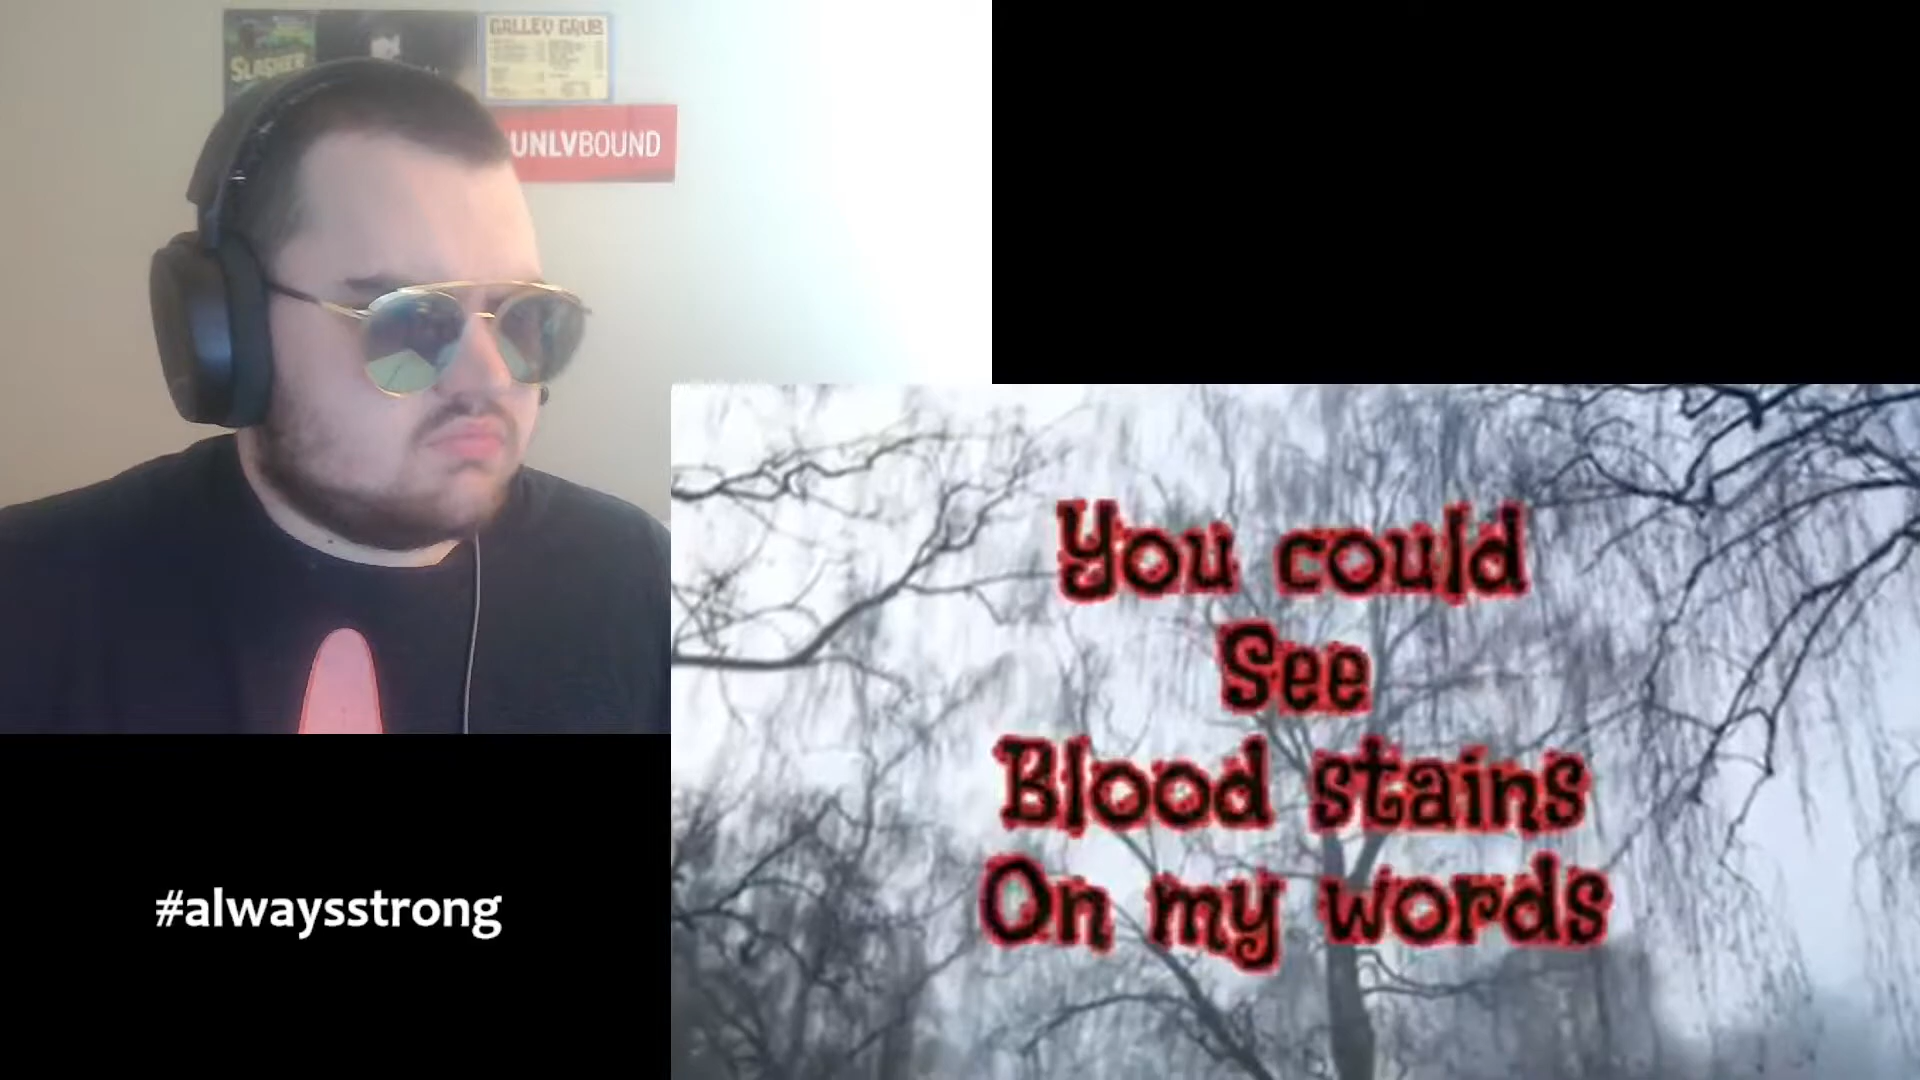 SLASHER
GALLEY GRUB
UNLVBOUND
You could
See
Blood stains
On my words
#alwaysstrong